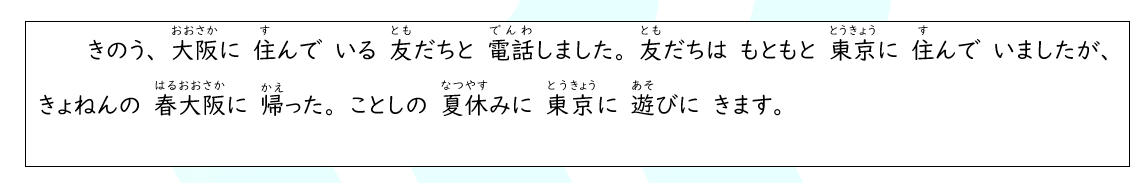 きのう、大阪に 住んで いる 友だちと 電話しました。友だちは もともと 東京に 住んで いましたが、
きょねんの 春大阪に 帰った。ことしの 夏休みに 東京に 遊びに きます。